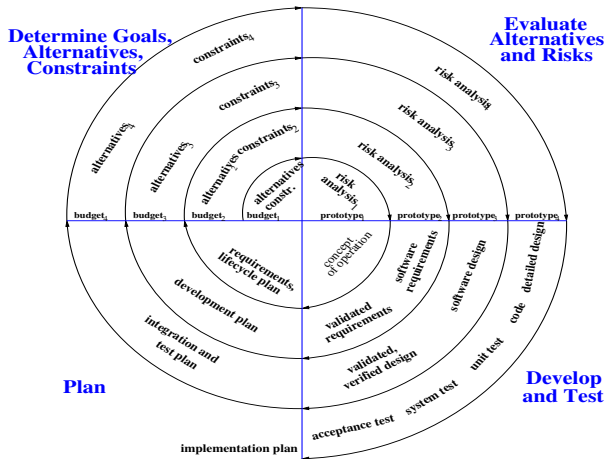 Determine Goals,
Alternatives,
Constraints
Evaluate
Alternatives
and Risks
constraints4
constraints3
constraints2
alternatives
constr.
alternatives4
alternatives3
alternatives2
risk analysis4
risk analysis3
risk analysis2
risk
analysis1
budget4
budget3
budget2
budget1
prototype1
prototype2
prototype3
prototype4
requirements,
lifecycle plan
development plan
integration and
test plan
implementation plan
concept
of operation
software
requirements
software design
detailed design
validated
requirements
validated,
verified design
code
unit test
system test
acceptance test
Plan
Develop
and Test